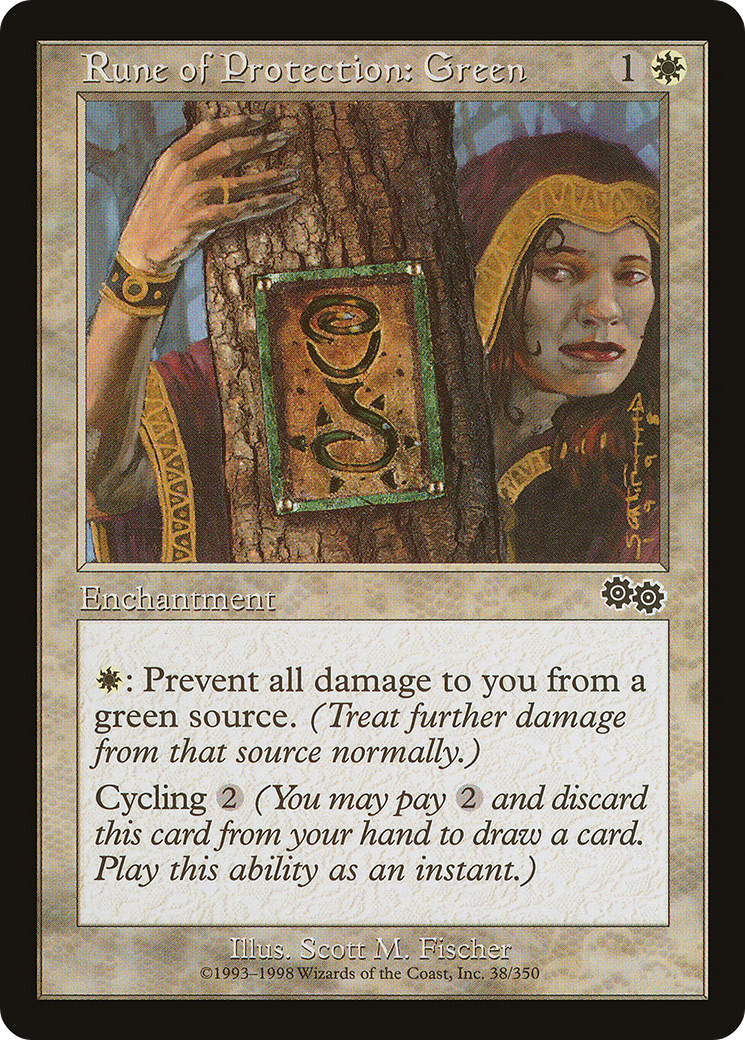 Rune of Protection: Green 1
Enchantment
: Prevent all damage to you from a
green source. (Treat further damage
from that source normally.)
Cycling 2 (You may pay 2 and discard
this card from your hand to draw a card.
Play this ability as an instant.)
Illus. Scott M. Fischer
©1993–1998 Wizards of the Coast, Inc. 38/350